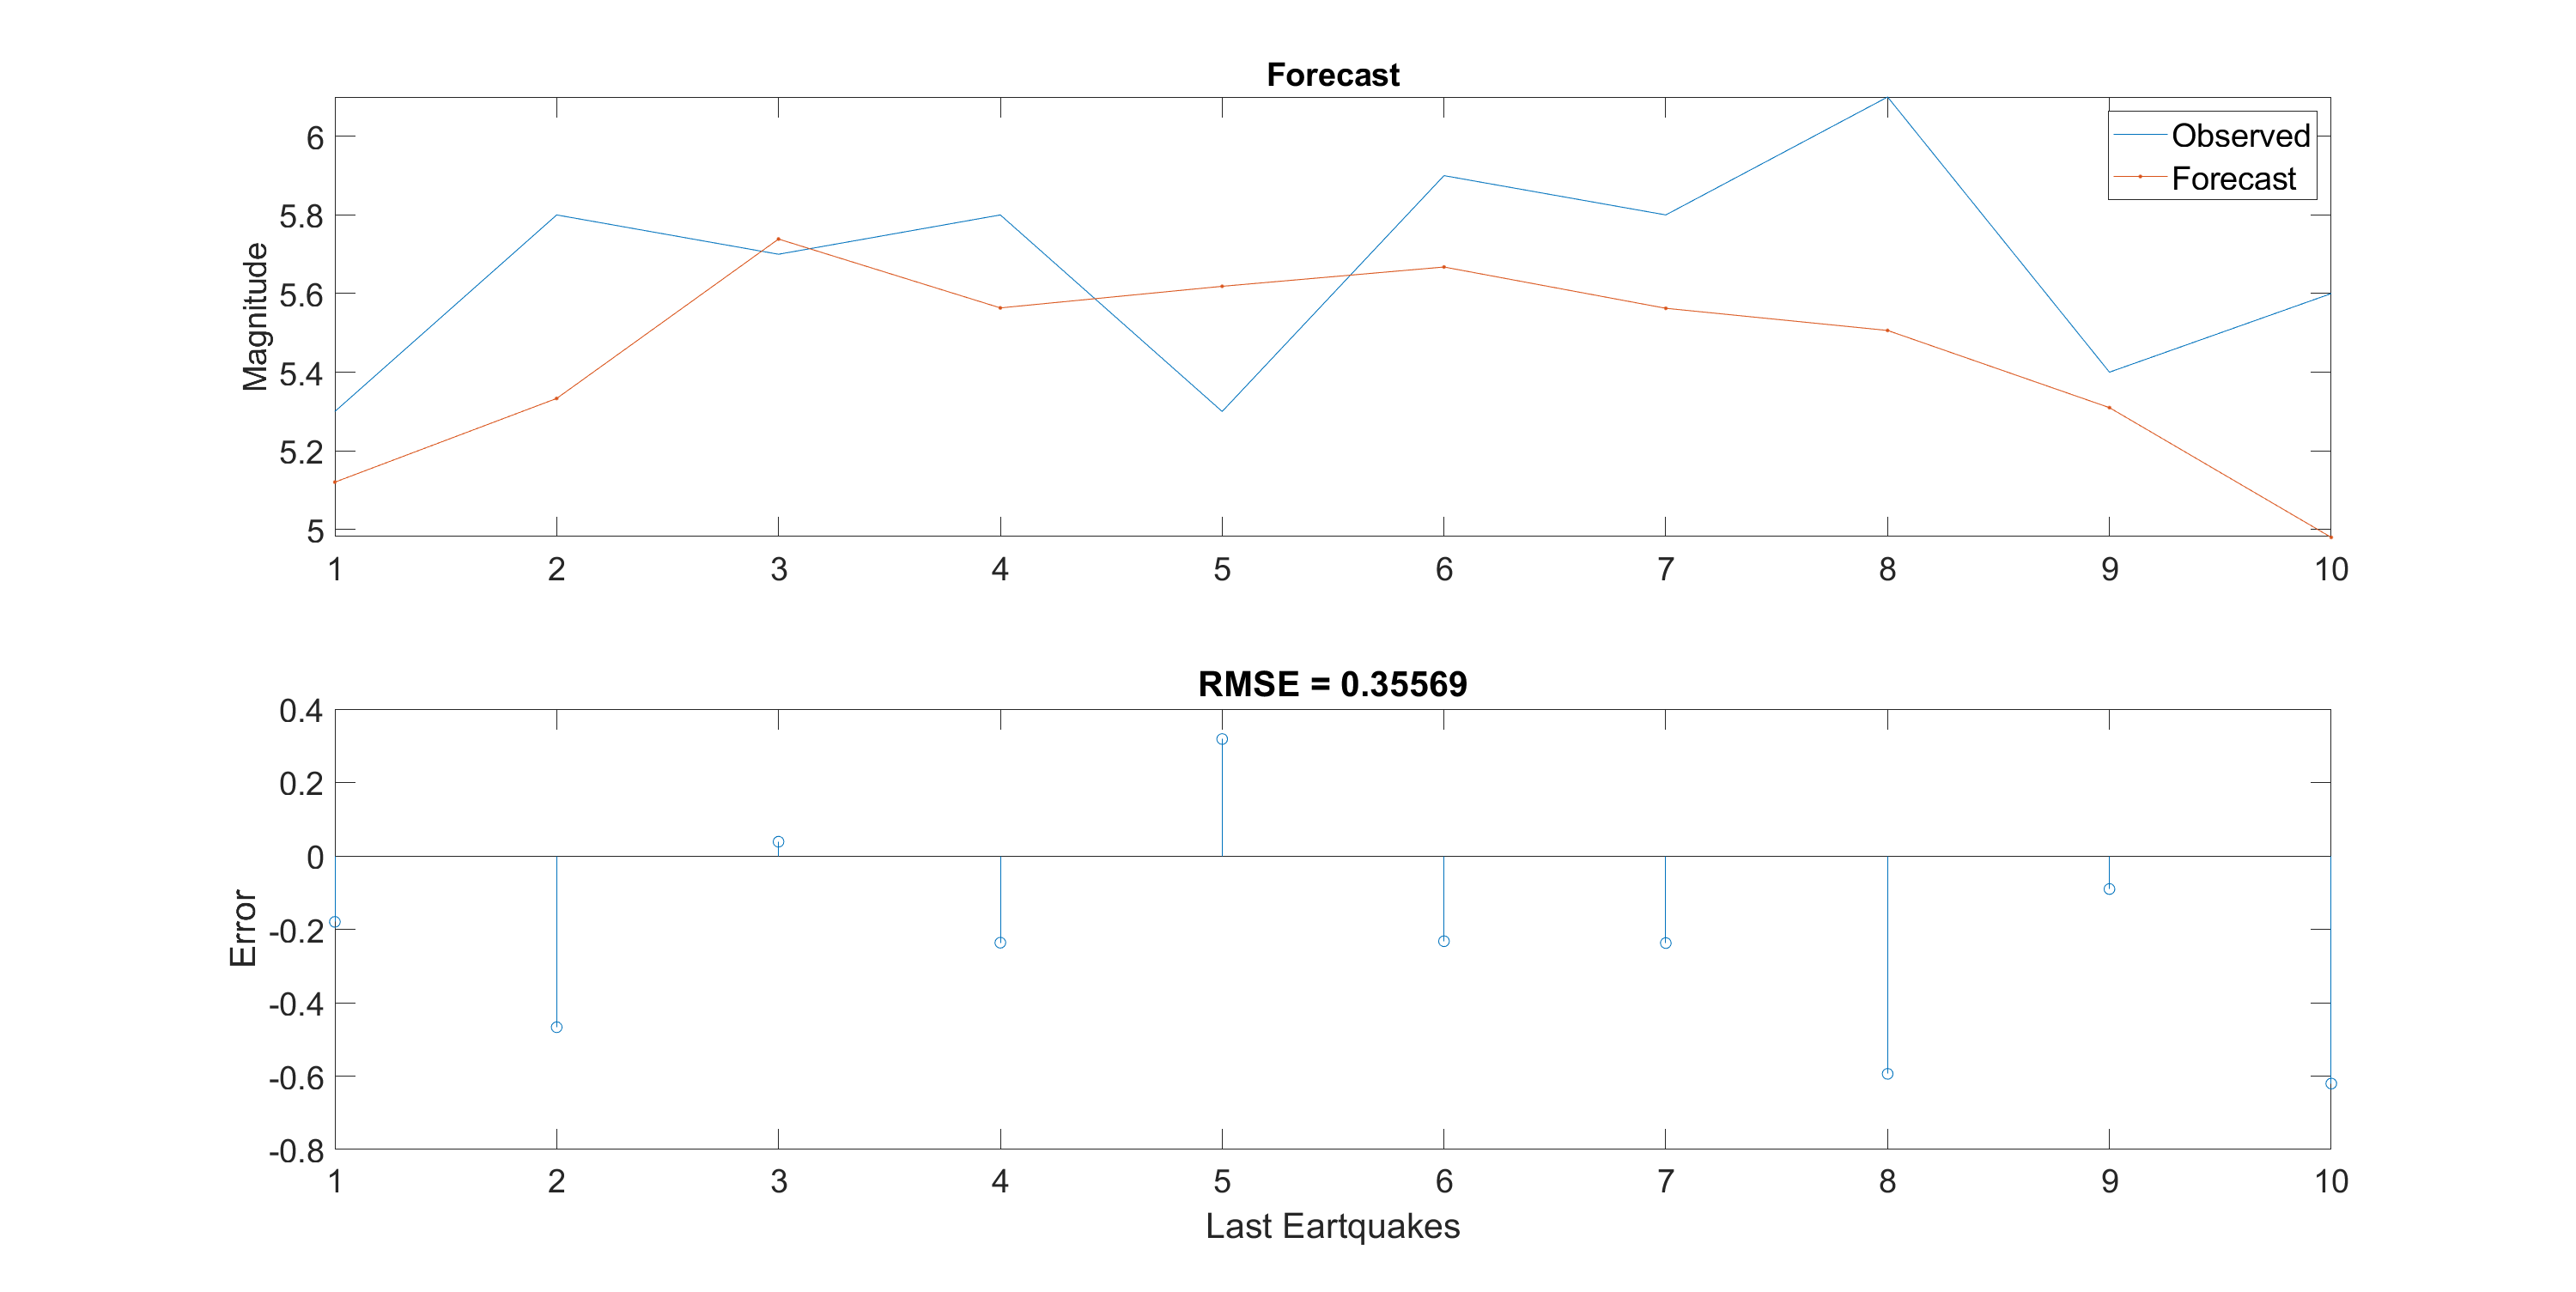 Forecast
6
5.8
5.6
5.4
5.2
5
Magnitude
Observed
Forecast
1 2 3 4 5 6 7 8 9 10
RMSE = 0.35569
0.4
0.2
0
-0.2
-0.4
-0.6
-0.8
Error
1 2 3 4 5 6 7 8 9 10
Last Eartquakes